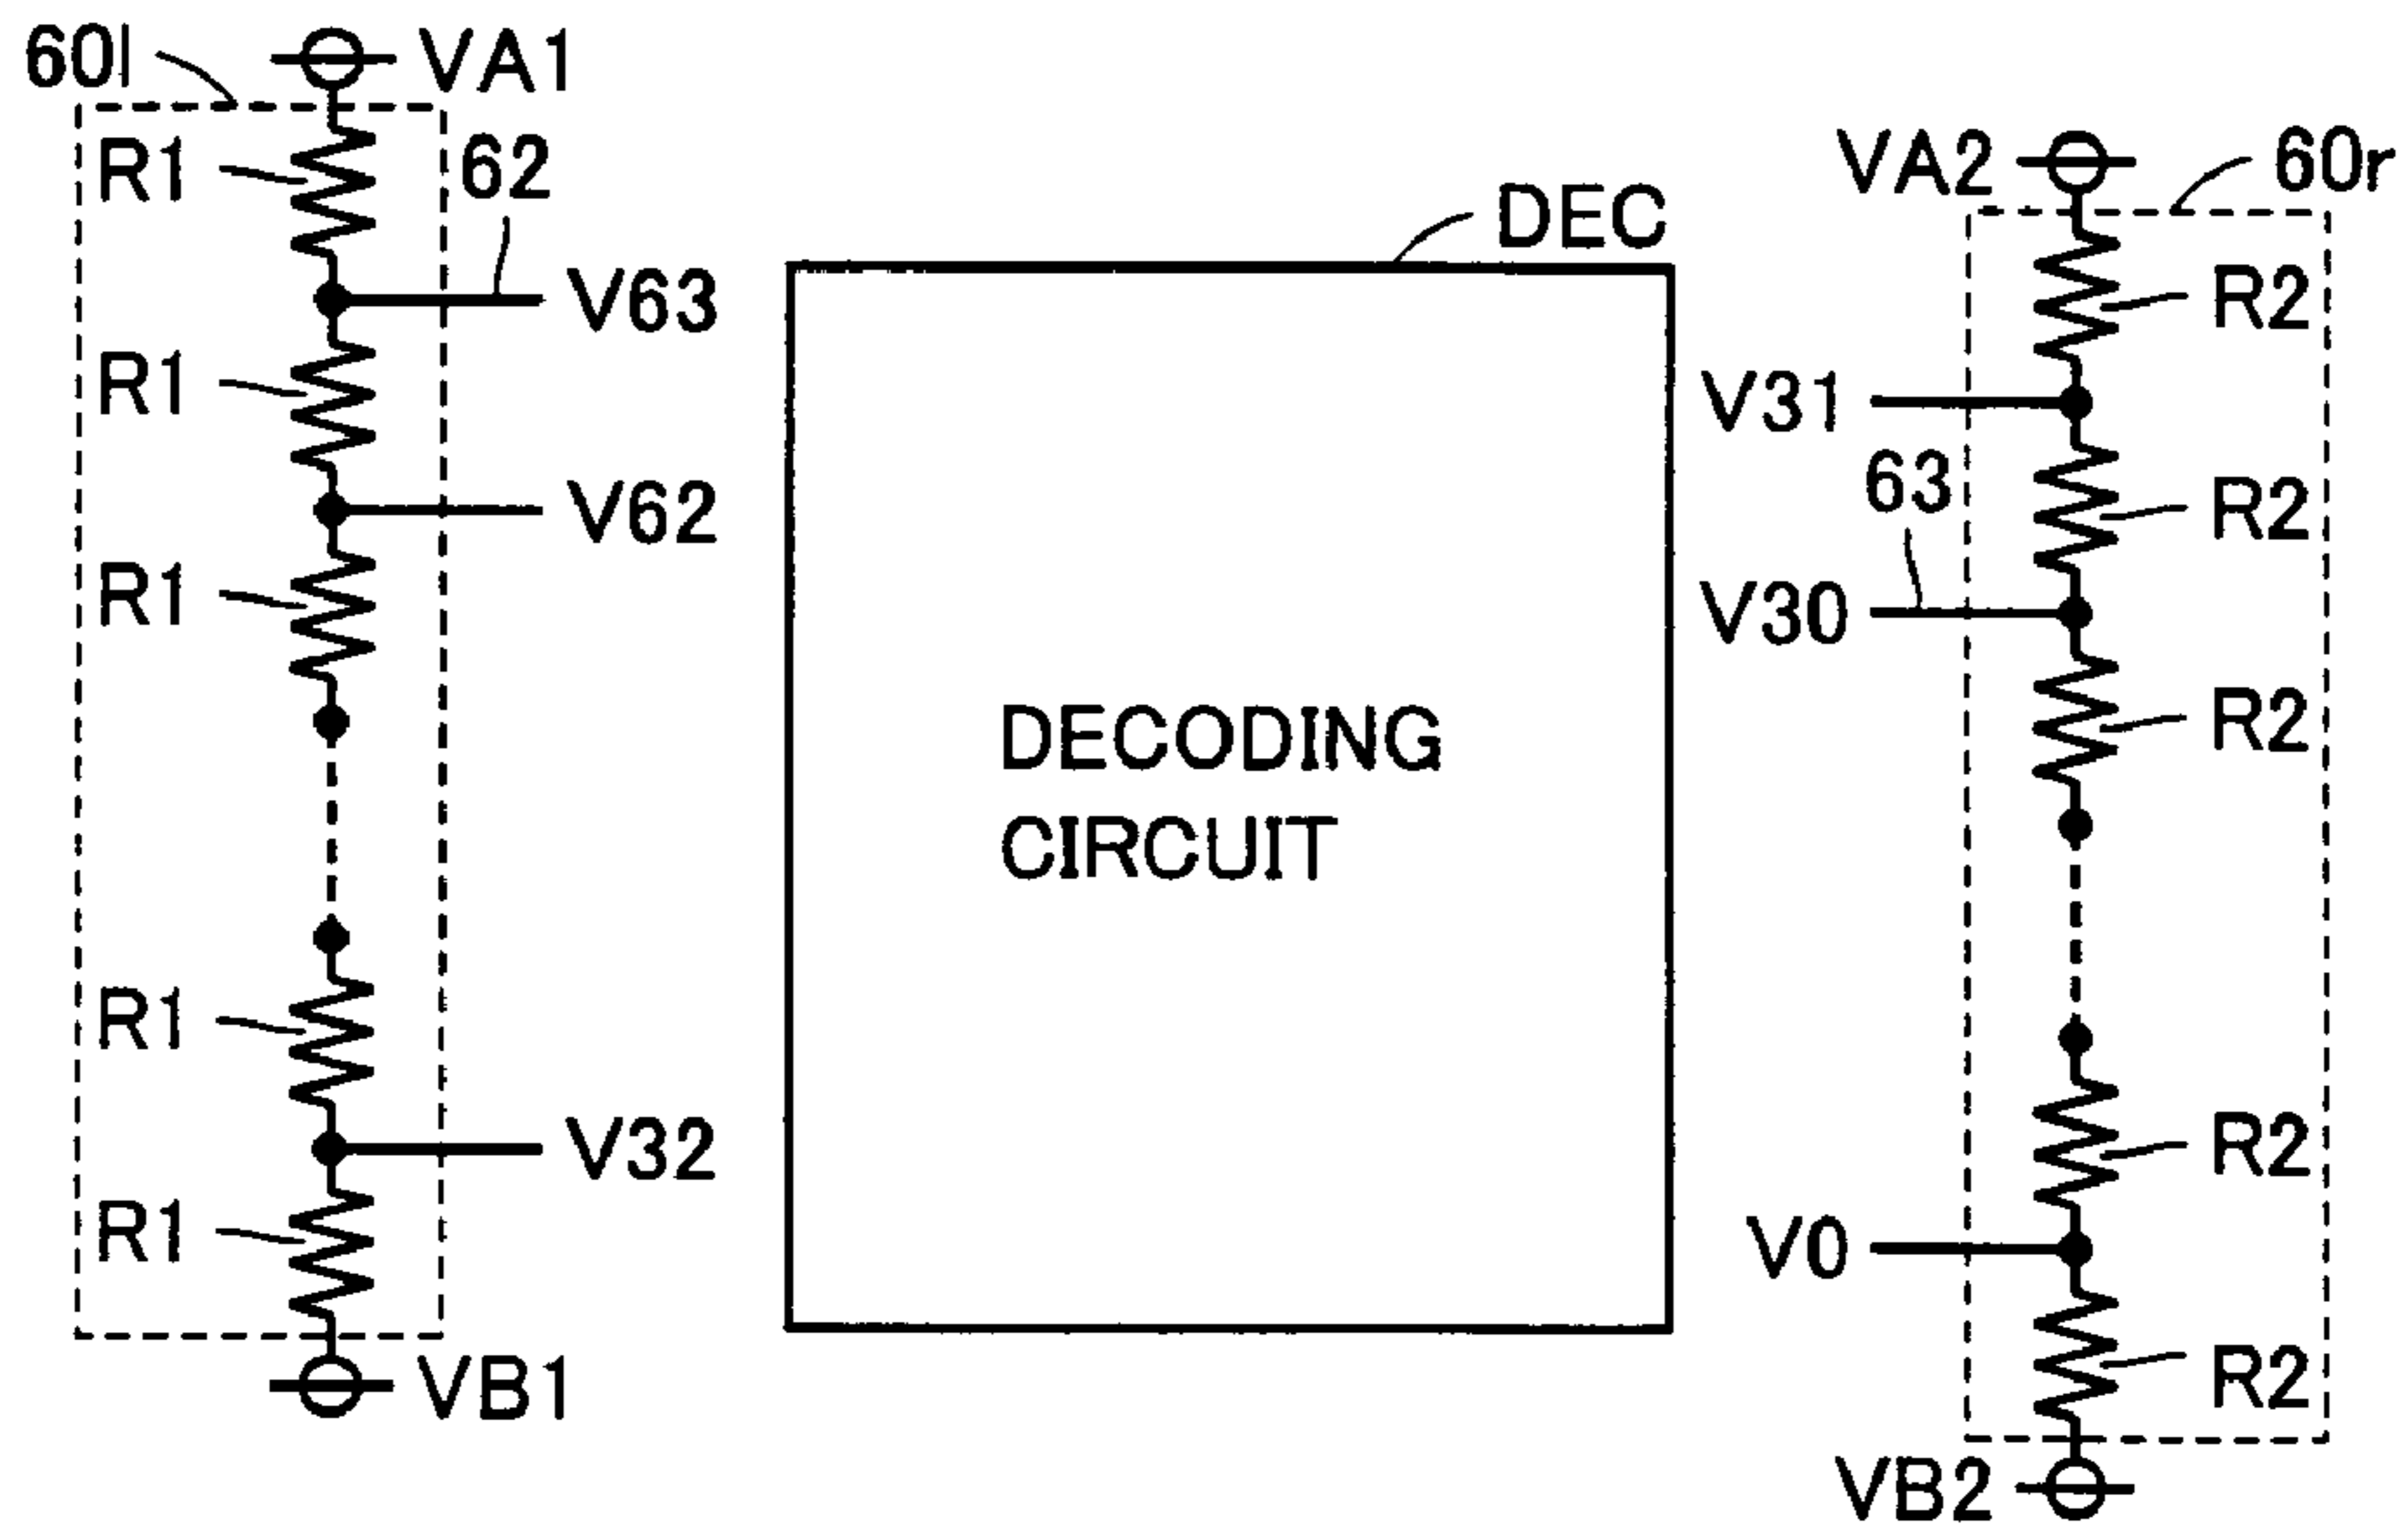 60l
VA1
R1
62
V63
R1
V62
R1
R1
V32
R1
VB1
DEC
DECODING
CIRCUIT
VA2
60r
R2
V31
R2
63
V30
R2
R2
V0
R2
VB2